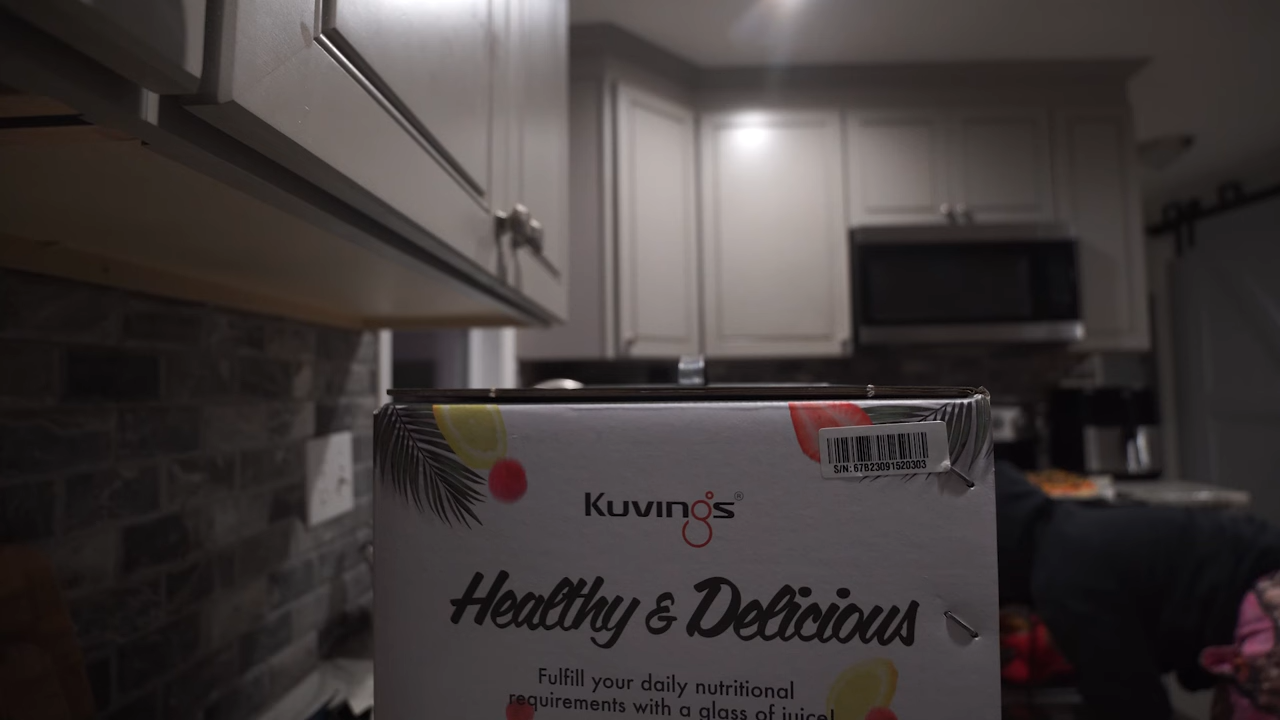 S/N: 67823091520303
Kuvings®
Healthy & Delicious
Fulfill your daily nutritional
requirements with a glass of juice!